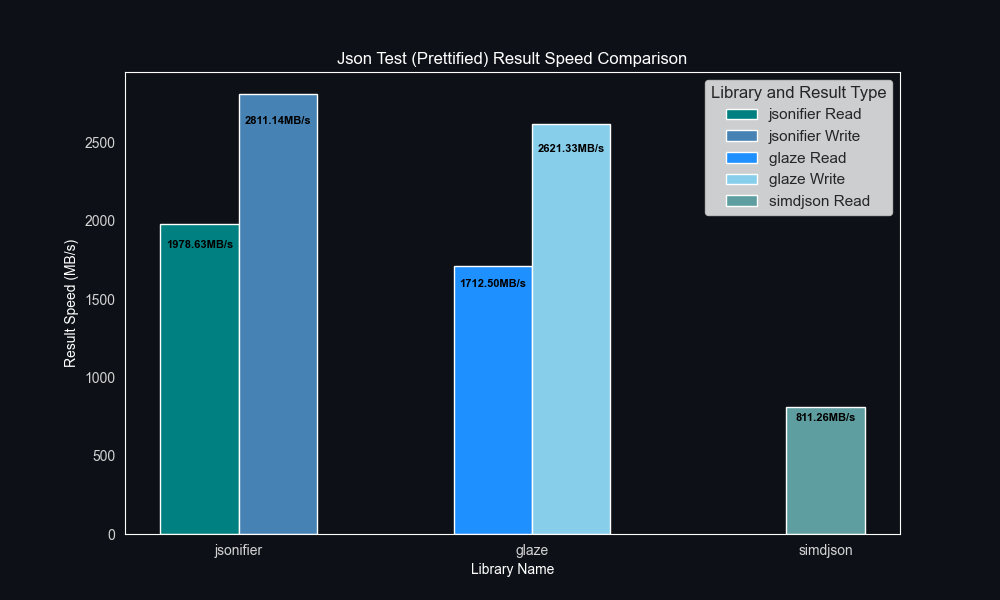 Json Test (Prettified) Result Speed Comparison
Library and Result Type
jsonifier Read
jsonifier Write
glaze Read
glaze Write
simdjson Read
Result Speed (MB/s)
2500
2000
1500
1000
500
0
1978.63MB/s
2811.14MB/s
1712.50MB/s
2621.33MB/s
811.26MB/s
jsonifier
glaze
simdjson
Library Name